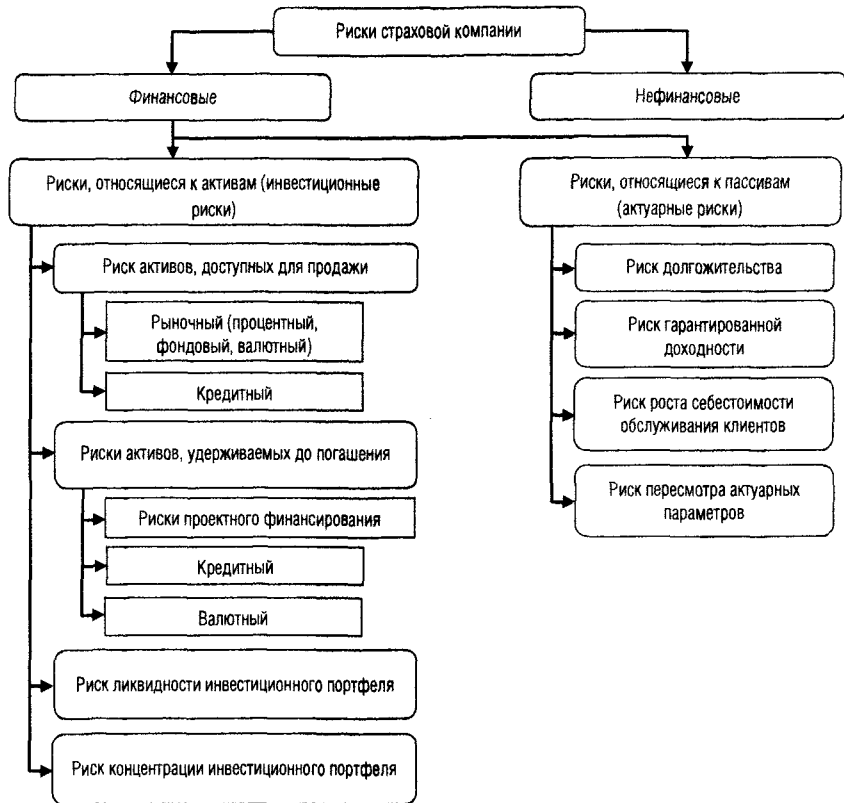 Риски страховой компании
Финансовые
Нефинансовые
Риски, относящиеся к активам (инвестиционные
риски)
Риск активов, доступных для продажи
Рыночный (процентный,
фондовый, валютный)
Кредитный
Риски активов, удерживаемых до погашения
Риски проектного финансирования
Кредитный
Валютный
Риск ликвидности инвестиционного портфеля
Риск концентрации инвестиционного портфеля
Риски, относящиеся к пассивам
(актуарные риски)
Риск долгожительства
Риск гарантированной
доходности
Риск роста себестоимости
обслуживания клиентов
Риск пересмотра актуарных
параметров